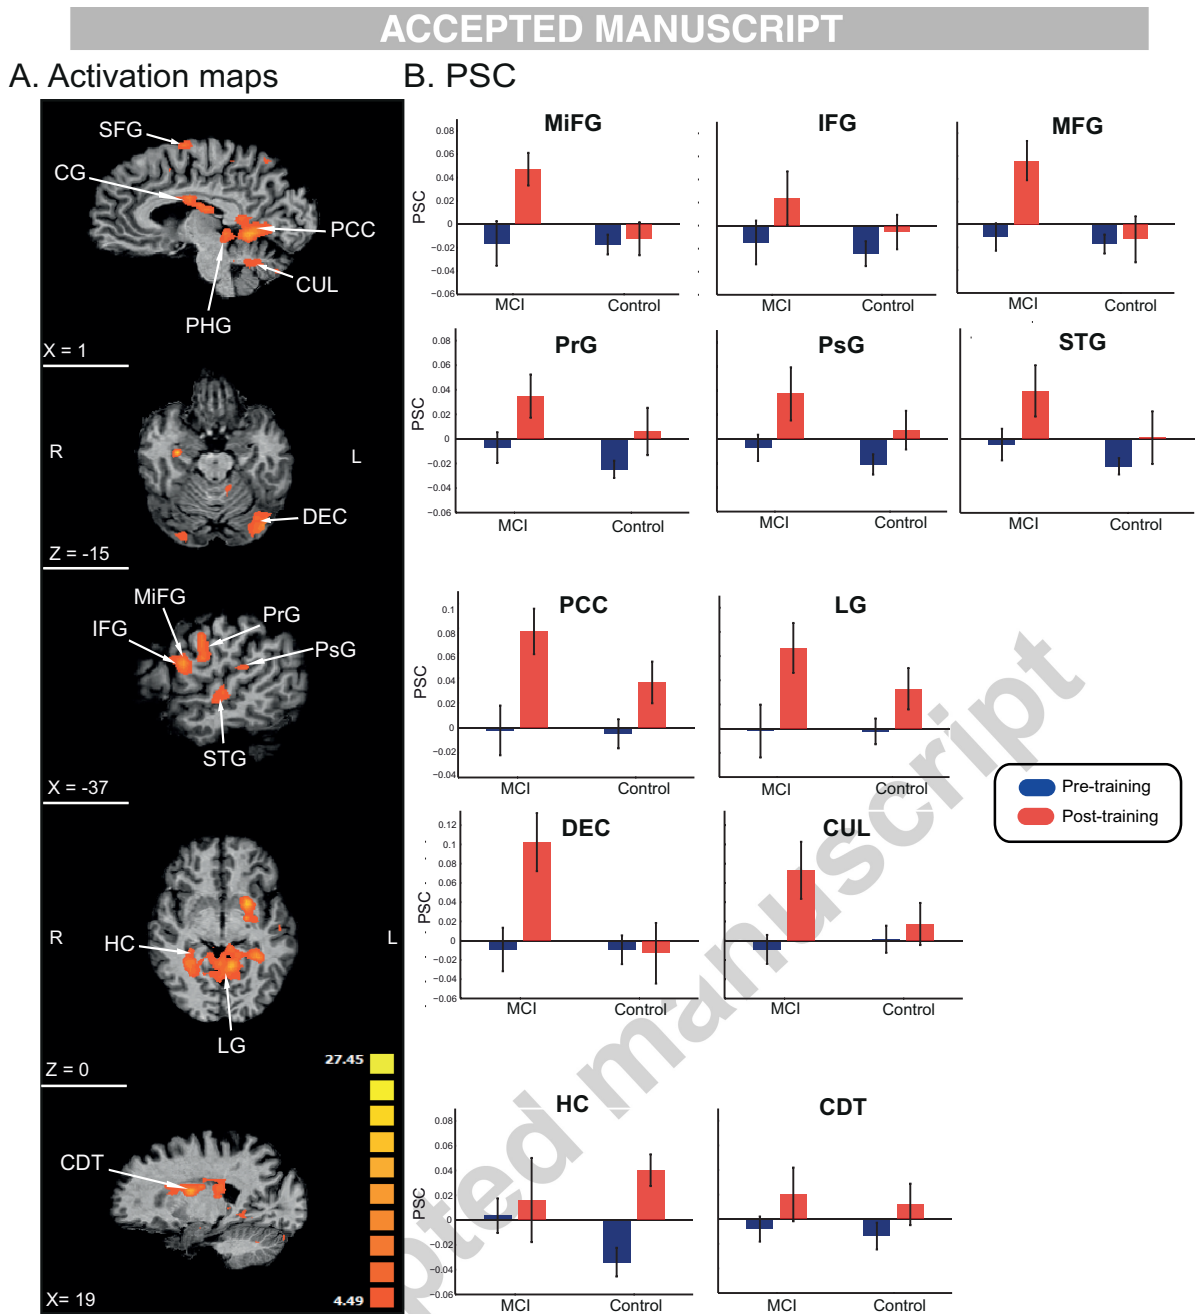 ACCEPTED MANUSCRIPT
A. Activation maps
B. PSC
SFG
CG
PCC
CUL
PHG
X = 1
R
L
DEC
Z = -15
MiFG
IFG
PrG
PsG
STG
X = -37
R
L
HC
LG
Z = 0
27.45
CDT
X= 19
4.49
MiFG
PSC
0.08
0.06
0.04
0.02
0
−0.02
−0.04
−0.06
MCI
Control
IFG
MCI
Control
MFG
MCI
Control
PrG
PSC
0.08
0.06
0.04
0.02
0
−0.02
−0.04
−0.06
MCI
Control
PsG
MCI
Control
STG
MCI
Control
PCC
PSC
0.1
0.08
0.06
0.04
0.02
0
−0.02
−0.04
MCI
Control
LG
MCI
Control
Pre-training
Post-training
DEC
PSC
0.12
0.1
0.08
0.06
0.04
0.02
0
−0.02
−0.04
−0.06
MCI
Control
CUL
MCI
Control
HC
PSC
0.08
0.06
0.04
0.02
0
−0.02
−0.04
−0.06
MCI
Control
CDT
MCI
Control
pted manuscript